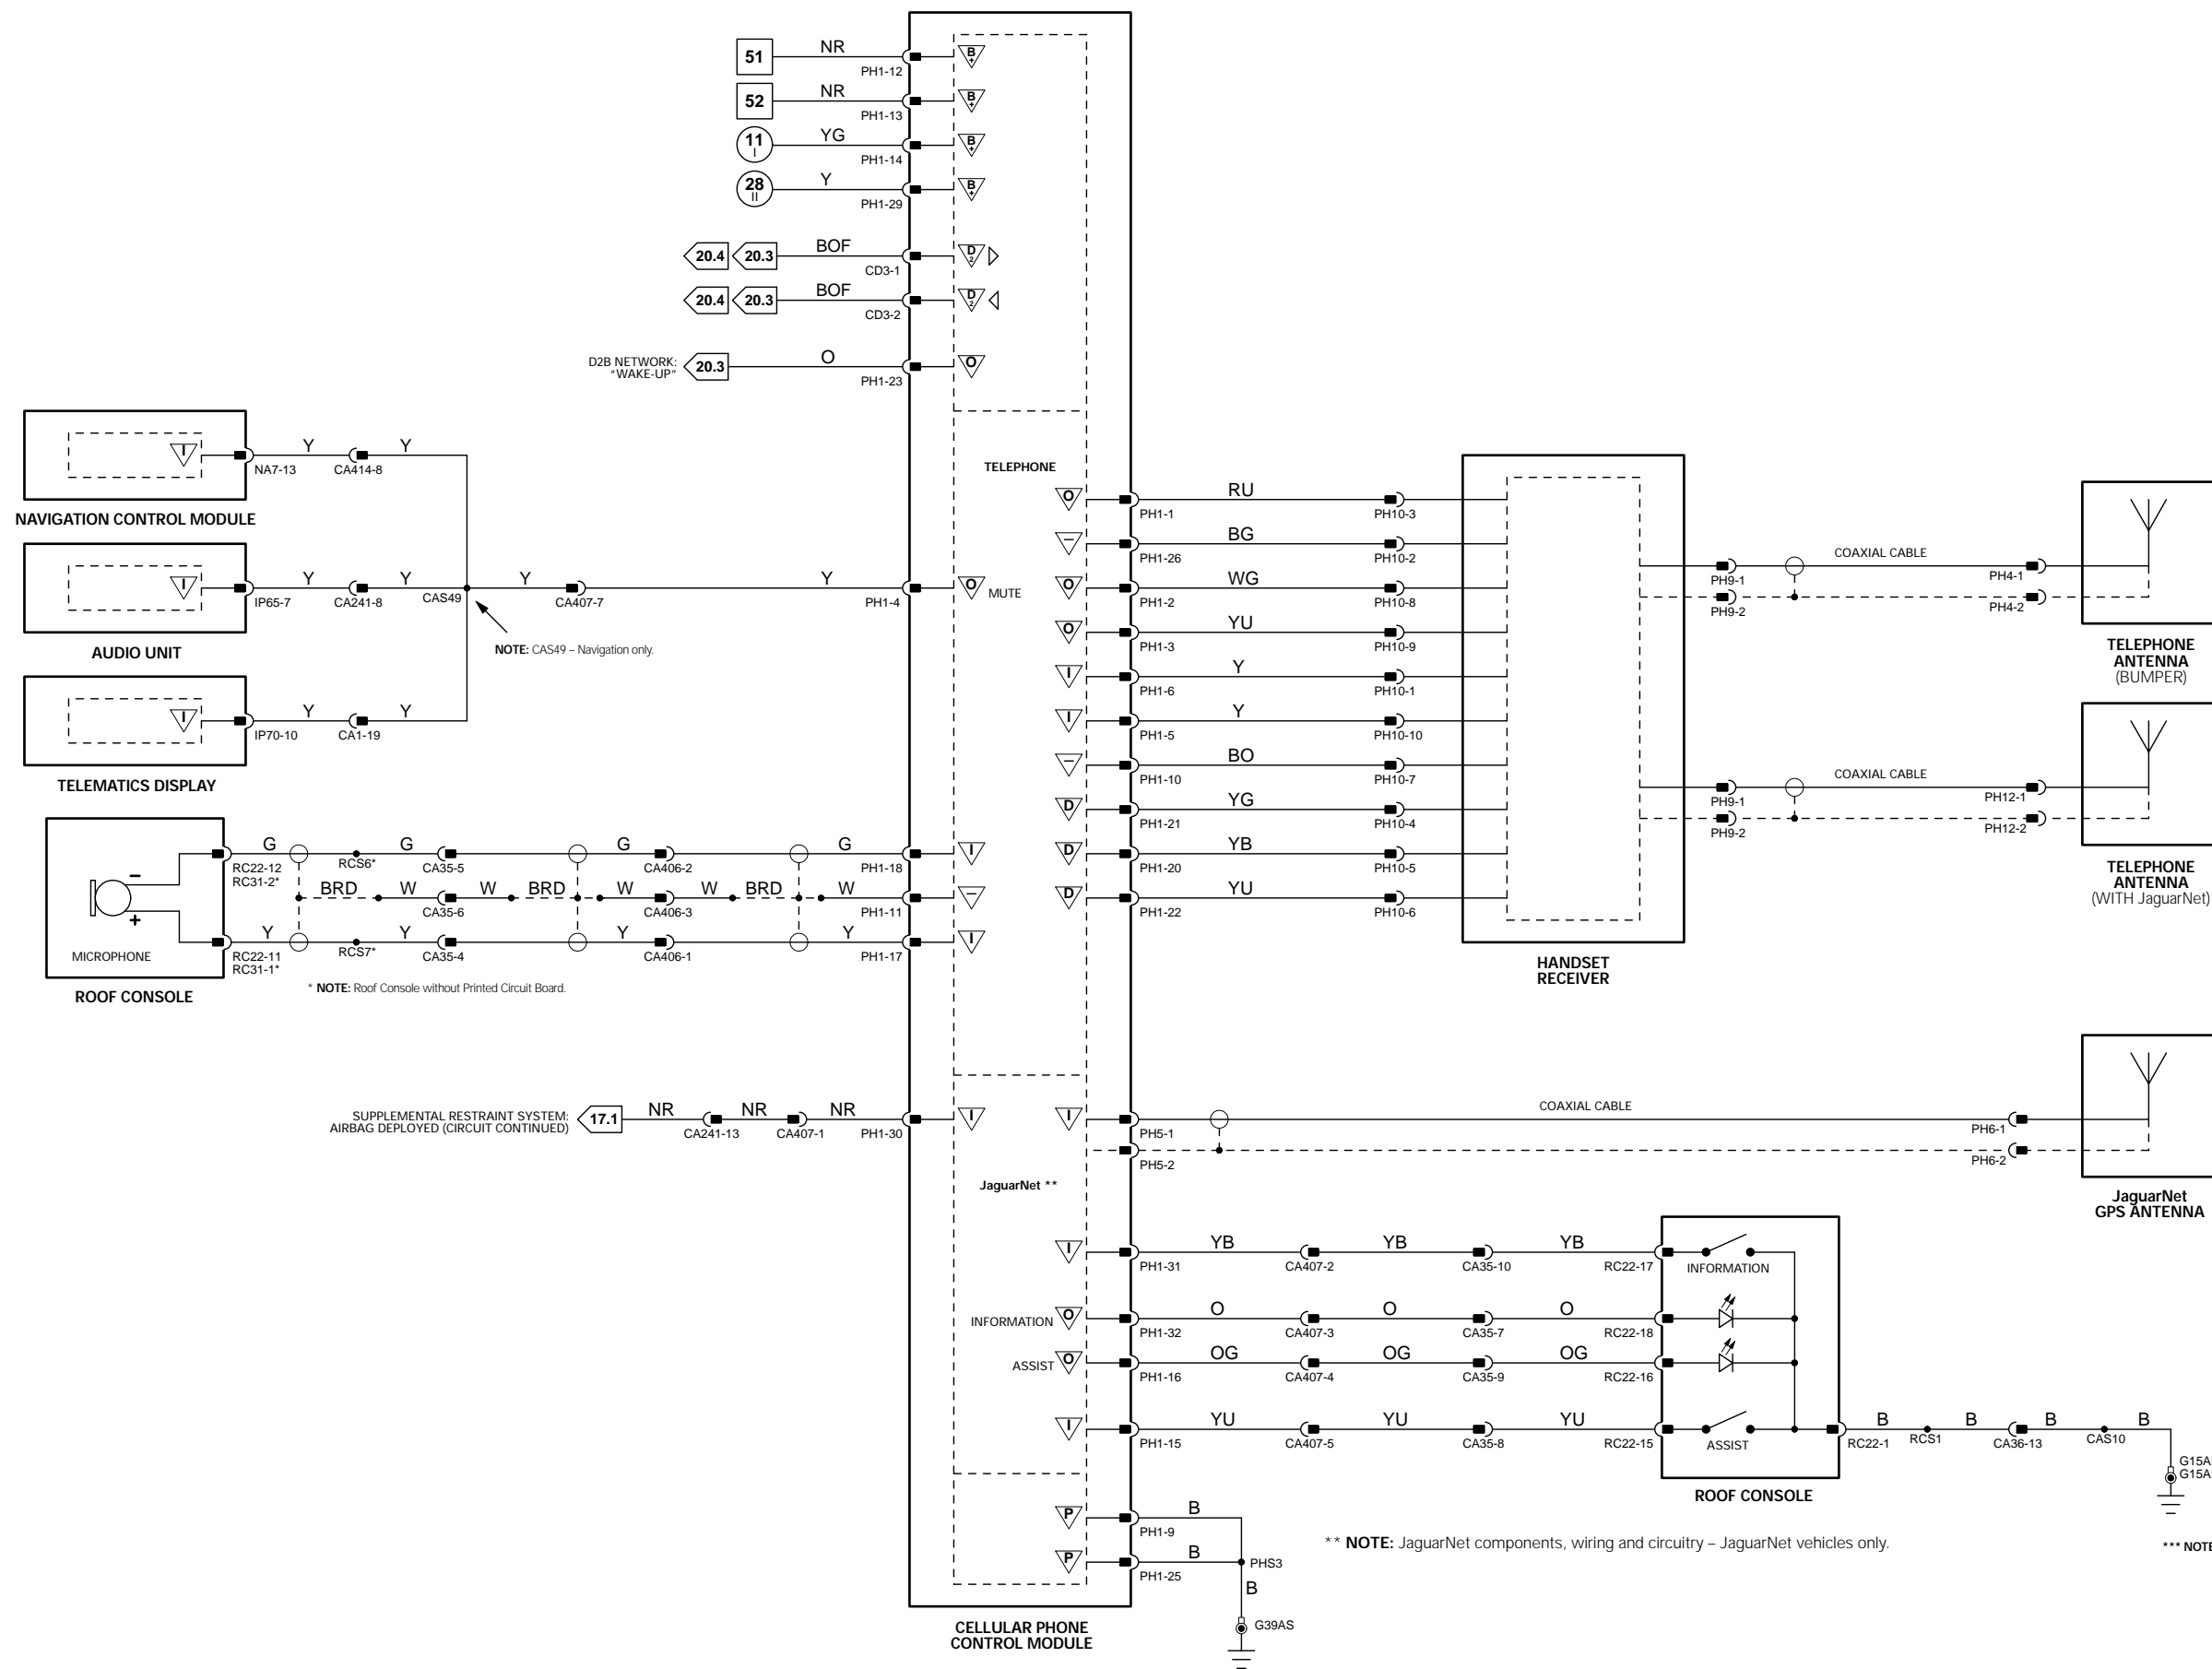 51
NR
PH1-12
B
+
52
NR
PH1-13
B
+
11
I
YG
PH1-14
B
+
28
II
Y
PH1-29
B
+
20.4
20.3
BOF
CD3-1
D
2
20.4
20.3
BOF
CD3-2
D
2
D2B NETWORK:
“WAKE-UP”
20.3
O
PH1-23
O
I
NA7-13
Y
CA414-8
Y
NAVIGATION CONTROL MODULE
I
IP65-7
Y
CA241-8
Y
CAS49
Y
CA407-7
Y
PH1-4
O
MUTE
AUDIO UNIT
NOTE: CAS49 – Navigation only.
I
IP70-10
Y
CA1-19
Y
TELEMATICS DISPLAY
TELEPHONE
O
PH1-1
RU
PH10-3
–
PH1-26
BG
PH10-2
O
PH1-2
WG
PH10-8
O
PH1-3
YU
PH10-9
I
PH1-6
Y
PH10-1
I
PH1-5
Y
PH10-10
–
PH1-10
BO
PH10-7
D
PH1-21
YG
PH10-4
D
PH1-20
YB
PH10-5
D
PH1-22
YU
PH10-6
HANDSET
RECEIVER
PH9-1
COAXIAL CABLE
PH4-1
PH9-2
PH4-2
TELEPHONE
ANTENNA
(BUMPER)
PH9-1
COAXIAL CABLE
PH12-1
PH9-2
PH12-2
TELEPHONE
ANTENNA
(WITH JaguarNet)
–
+
MICROPHONE
ROOF CONSOLE
RC22-12
RC31-2*
G
RCS6*
G
CA35-5
G
CA406-2
G
PH1-18
I
BRD
W
CA35-6
W
BRD
W
CA406-3
W
BRD
W
PH1-11
–
RC22-11
RC31-1*
Y
RCS7*
Y
CA35-4
Y
CA406-1
Y
PH1-17
I
* NOTE: Roof Console without Printed Circuit Board.
SUPPLEMENTAL RESTRAINT SYSTEM:
AIRBAG DEPLOYED (CIRCUIT CONTINUED)
17.1
NR
CA241-13
NR
CA407-1
NR
PH1-30
I
JaguarNet **
I
PH5-1
COAXIAL CABLE
PH6-1
PH5-2
PH6-2
JaguarNet
GPS ANTENNA
I
PH1-31
YB
CA407-2
YB
CA35-10
YB
RC22-17
INFORMATION
INFORMATION
O
PH1-32
O
CA407-3
O
CA35-7
O
RC22-18
ASSIST
O
PH1-16
OG
CA407-4
OG
CA35-9
OG
RC22-16
I
PH1-15
YU
CA407-5
YU
CA35-8
YU
RC22-15
ASSIST
RC22-1
B
RCS1
B
CA36-13
B
CAS10
B
G15A
G15A
ROOF CONSOLE
P
PH1-9
B
P
PH1-25
B
PHS3
B
G39AS
** NOTE: JaguarNet components, wiring and circuitry – JaguarNet vehicles only.
*** NOTE
CELLULAR PHONE
CONTROL MODULE